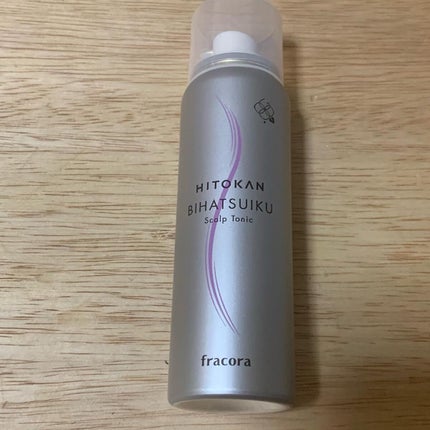 HITOKAN
BIHATSUIKU
Scalp Tonic
fracora